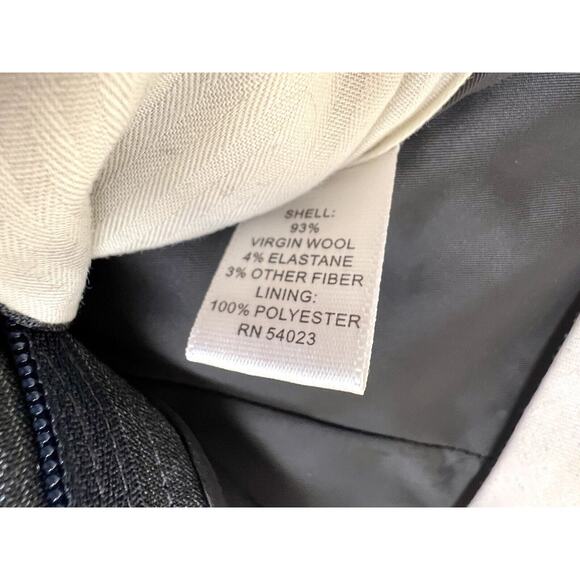 SHELL:
93%
VIRGIN WOOL
4% ELASTANE
3% OTHER FIBER
LINING:
100% POLYESTER
RN 54023